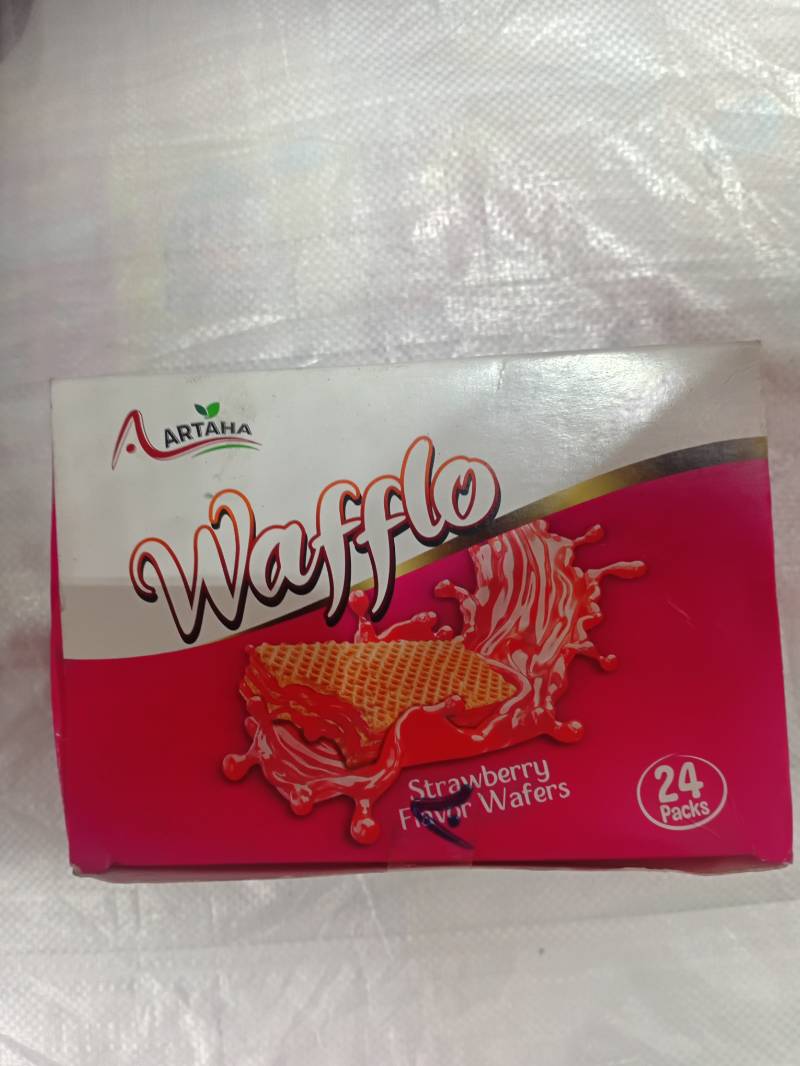 ARTAHA
Wafflo
Strawberry
Flavor Wafers
24
Packs